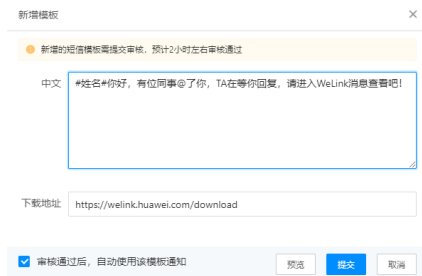 新增模板
新增的短信模板需提交审核，预计2小时左右审核通过
中文
#姓名#你好，有位同事@了你，TA在等你回复，请进入WeLink消息查看吧！
下载地址
https://welink.huawei.com/download
审核通过后，自动使用该模板通知
预览
提交
取消